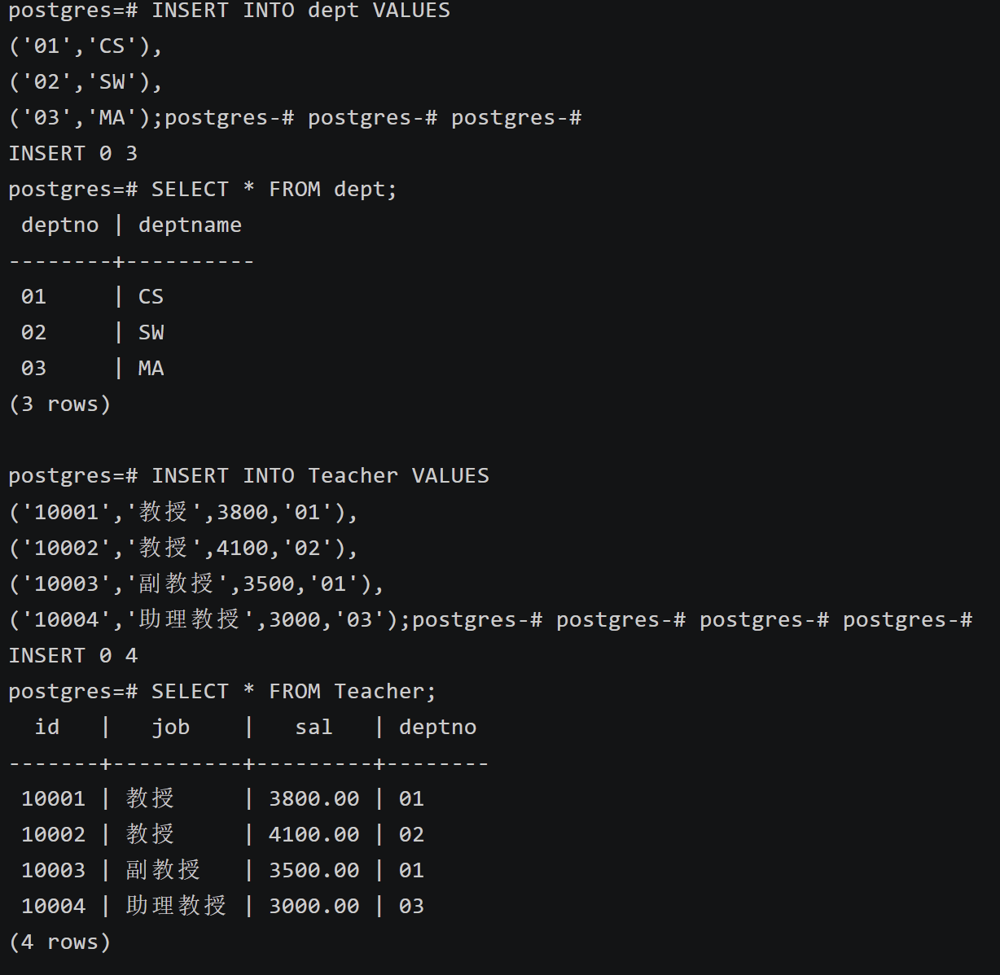 postgres=# INSERT INTO dept VALUES
('01','CS'),
('02','SW'),
('03','MA');postgres-# postgres-# postgres-#
INSERT 0 3
postgres=# SELECT * FROM dept;
 deptno | deptname
--------+----------
 01     | CS
 02     | SW
 03     | MA
(3 rows)

postgres=# INSERT INTO Teacher VALUES
('10001','教授',3800,'01'),
('10002','教授',4100,'02'),
('10003','副教授',3500,'01'),
('10004','助理教授',3000,'03');postgres-# postgres-# postgres-# postgres-#
INSERT 0 4
postgres=# SELECT * FROM Teacher;
  id   |   job    |   sal   | deptno
-------+----------+---------+--------
 10001 | 教授     | 3800.00 | 01
 10002 | 教授     | 4100.00 | 02
 10003 | 副教授   | 3500.00 | 01
 10004 | 助理教授 | 3000.00 | 03
(4 rows)